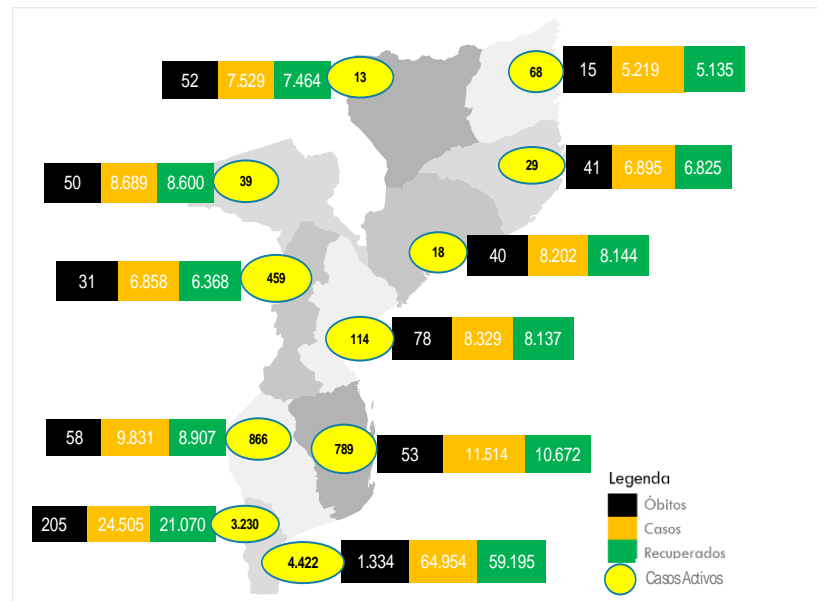 52 7.529 7.464 13
68 15 5.219 5.135
50 8.689 8.600 39
29 41 6.895 6.825
18 40 8.202 8.144
31 6.858 6.368 459
114 78 8.329 8.137
58 9.831 8.907 866
789 53 11.514 10.672
205 24.505 21.070 3.230
4.422 1.334 64.954 59.195
Legenda
Óbitos
Casos
Recuperados
Casos Activos